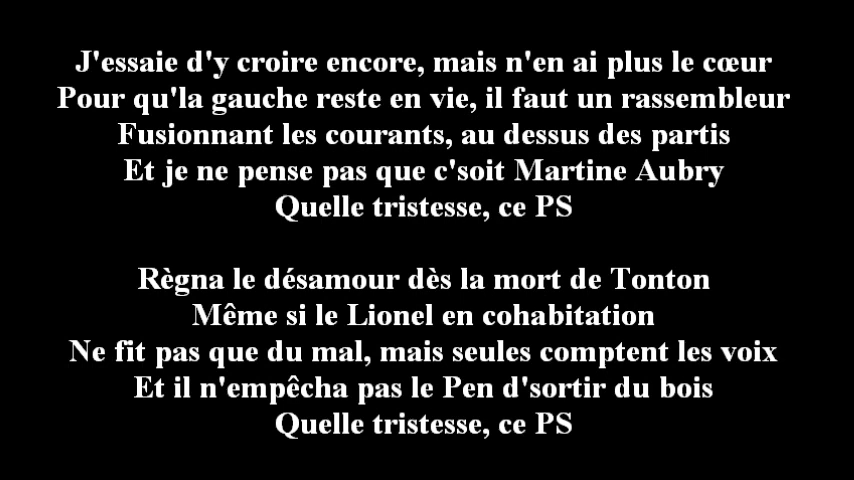 J'essaie d'y croire encore, mais n'en ai plus le cœur
Pour qu'la gauche reste en vie, il faut un rassembleur
Fusionnant les courants, au dessus des partis
Et je ne pense pas que c'soit Martine Aubry
Quelle tristesse, ce PS
Règna le désamour dès la mort de Tonton
Même si le Lionel en cohabitation
Ne fit pas que du mal, mais seules comptent les voix
Et il n'empêcha pas le Pen d'sortir du bois
Quelle tristesse, ce PS